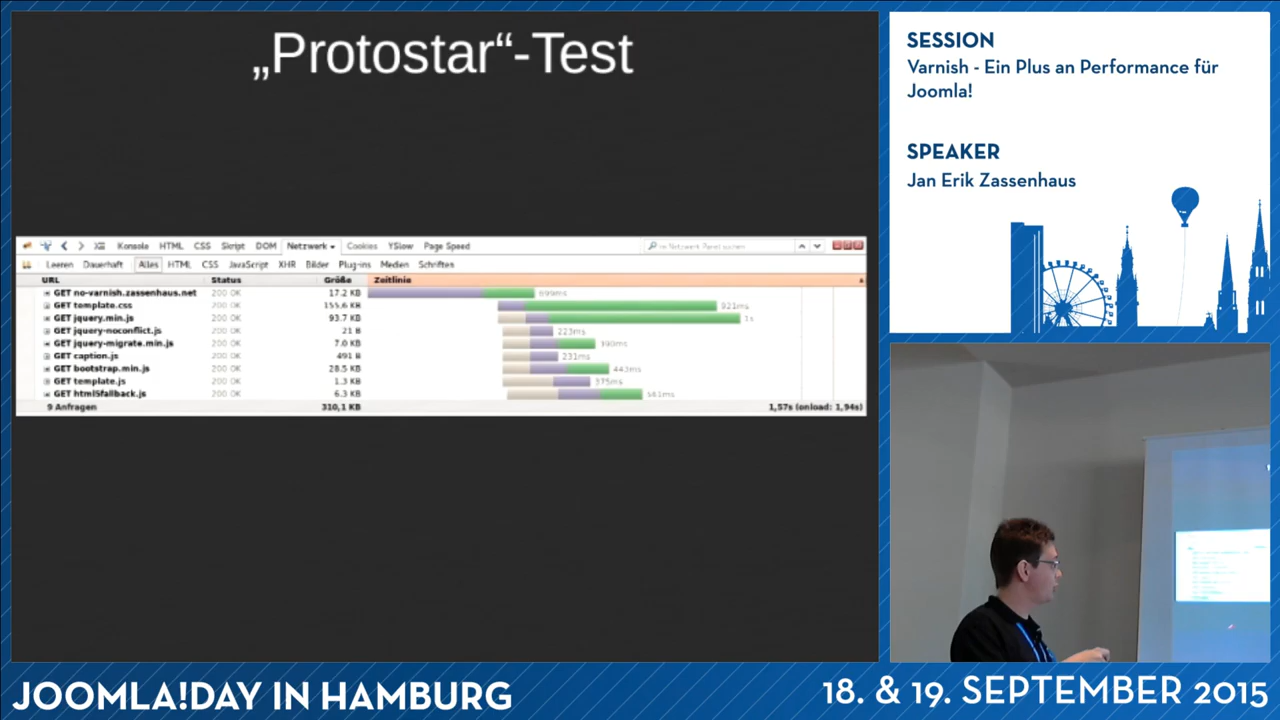 „Protostar“-Test
Konsole HTML CSS Skript DOM Netzwerk Cookies YSlow Page Speed im Netzwerk Panel suchen
Leeren Dauerhaft Alles HTML CSS JavaScript XHR Bilder Plug-ins Medien Schriften
URL Status Größe Zeitlinie
GET no-varnish.zassenhaus.net 200 OK 17.2 KB 699ms
GET template.css 200 OK 155.6 KB 921ms
GET jquery.min.js 200 OK 93.7 KB 1s
GET jquery-noconflict.js 200 OK 21 B 223ms
GET jquery-migrate.min.js 200 OK 7.0 KB
GET caption.js 200 OK 491 B 231ms
GET bootstrap.min.js 200 OK 28.5 KB 443ms
GET template.js 200 OK 1.3 KB 375ms
GET html5fallback.js 200 OK 6.3 KB
9 Anfragen 310,1 KB 1,57s (onload: 1,94s)
SESSION
Varnish - Ein Plus an Performance für
Joomla!
SPEAKER
Jan Erik Zassenhaus
JOOMLA!DAY IN HAMBURG
18. & 19. SEPTEMBER 2015